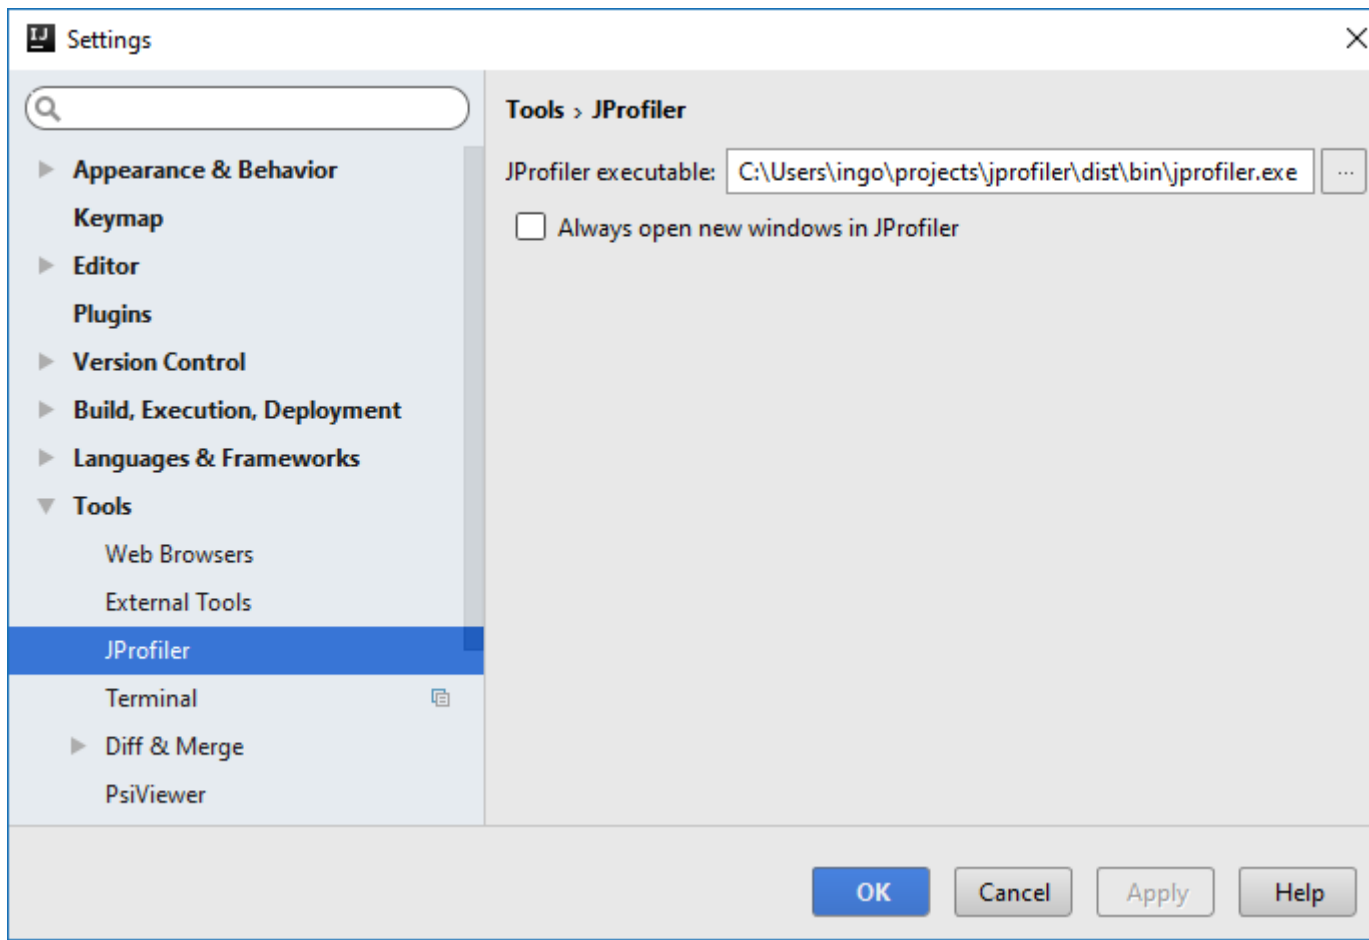 IJ Settings
Appearance & Behavior
Keymap
Editor
Plugins
Version Control
Build, Execution, Deployment
Languages & Frameworks
Tools
Web Browsers
External Tools
JProfiler
Terminal
Diff & Merge
PsiViewer
Tools › JProfiler
JProfiler executable: C:\Users\ingo\projects\jprofiler\dist\bin\jprofiler.exe ...
Always open new windows in JProfiler
OK Cancel Apply Help